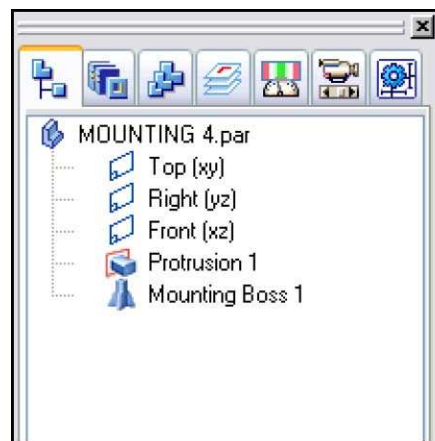 MOUNTING 4.par
Top (xy)
Right (yz)
Front (xz)
Protrusion 1
Mounting Boss 1